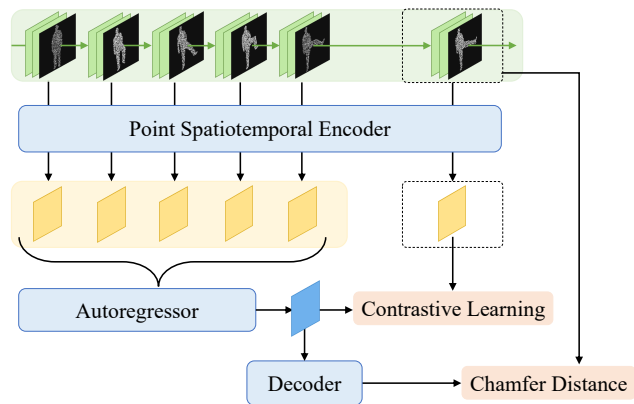 Point Spatiotemporal Encoder
Autoregressor
Contrastive Learning
Decoder
Chamfer Distance